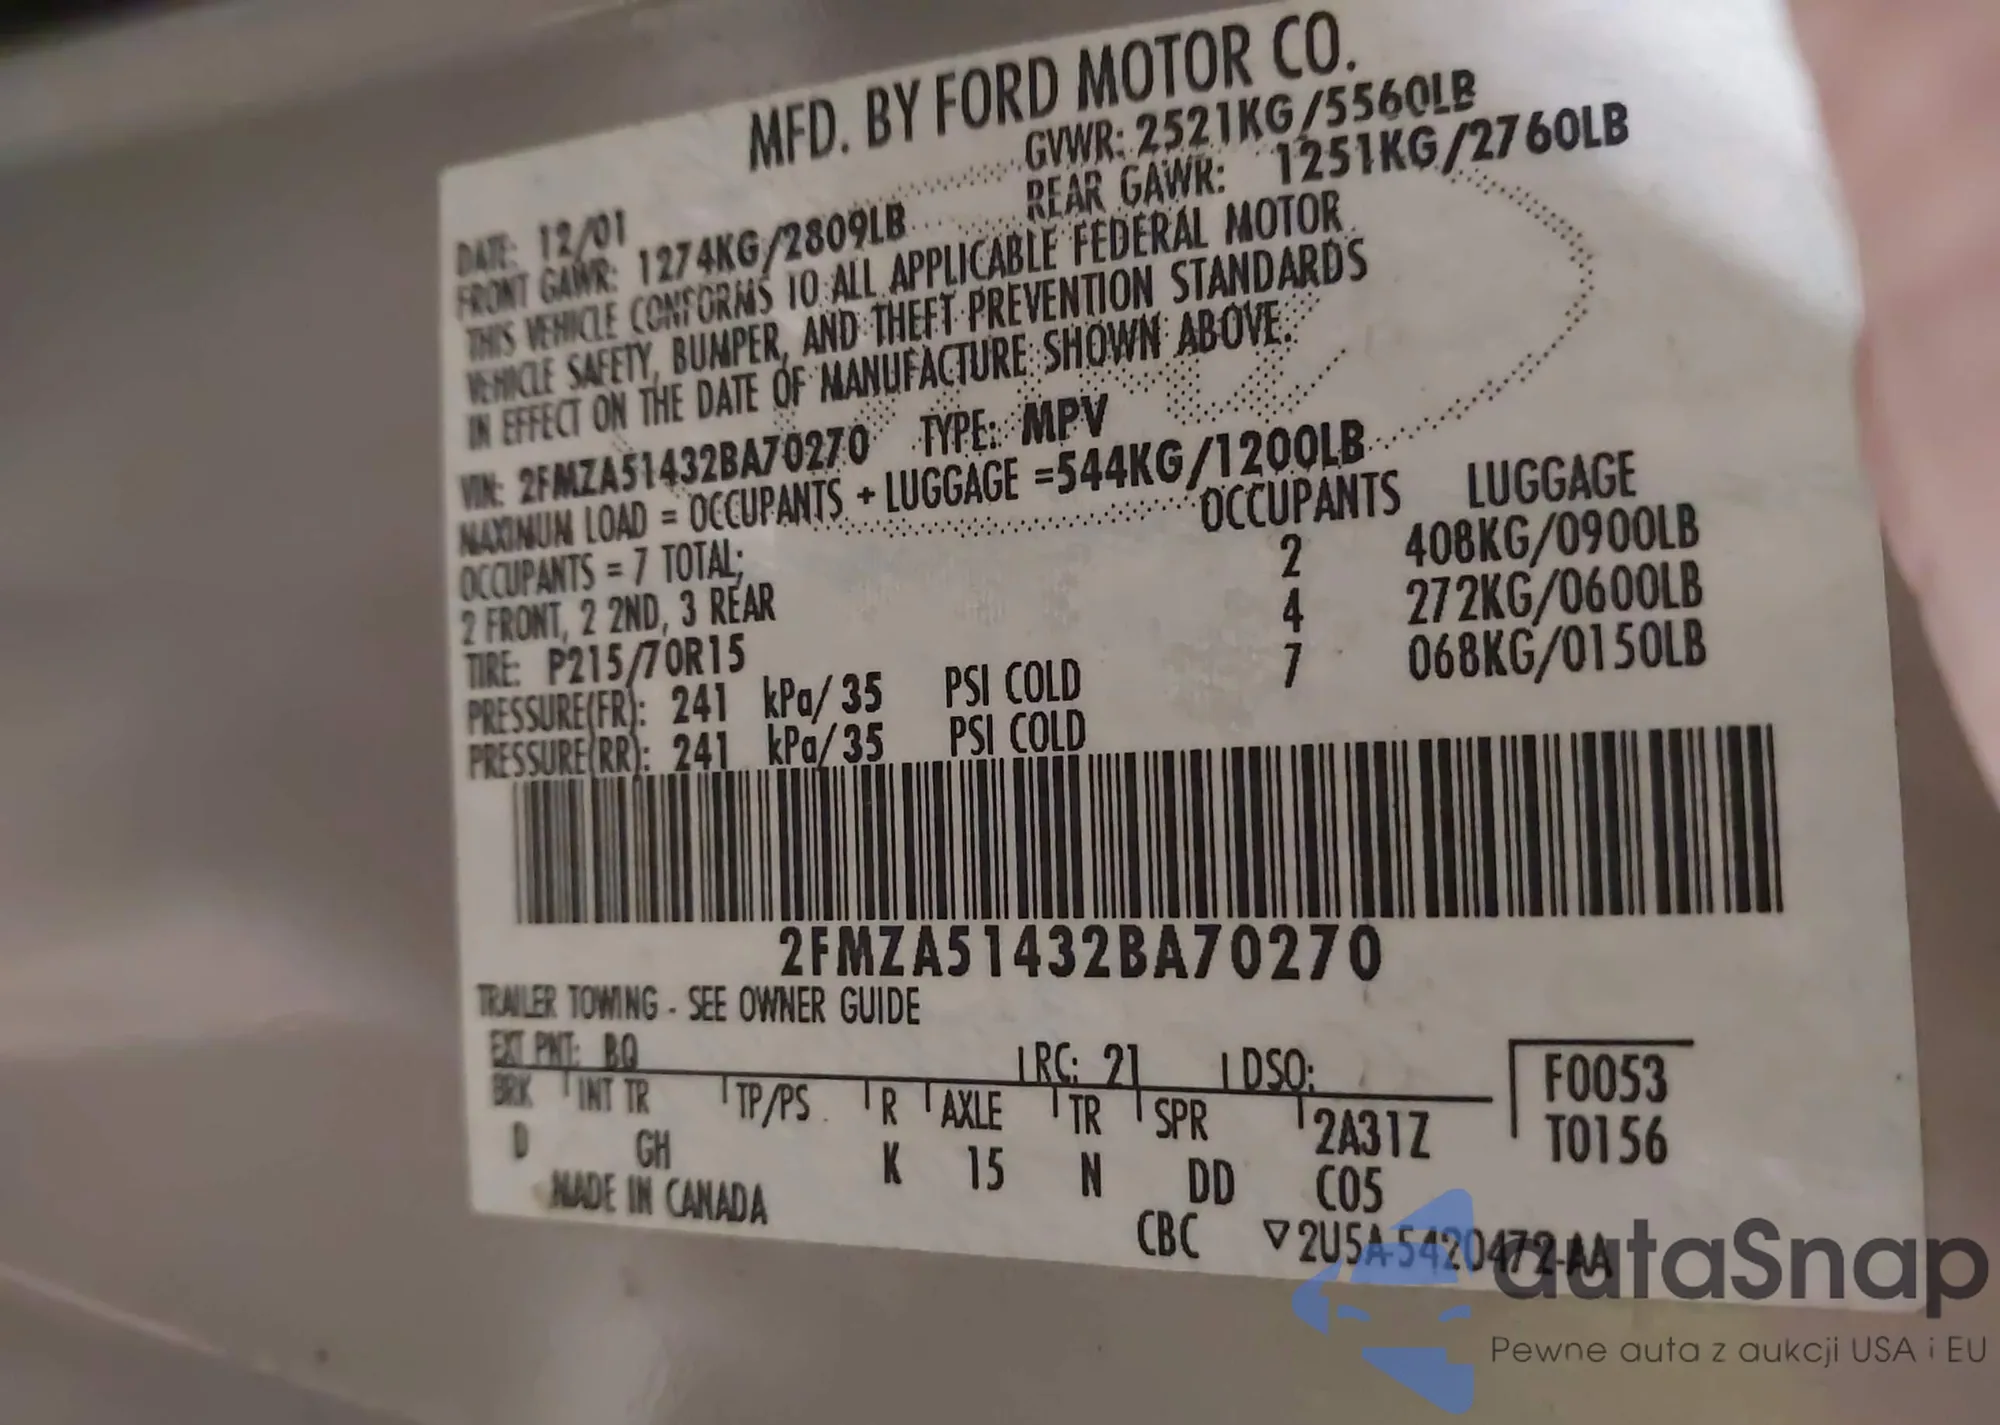 MFD. BY FORD MOTOR CO.
DATE: 12/01 GVWR: 2521KG/5560LB
FRONT GAWR: 1274KG/2809LB REAR GAWR: 1251KG/2760LB
THIS VEHICLE CONFORMS TO ALL APPLICABLE FEDERAL MOTOR
VEHICLE SAFETY, BUMPER, AND THEFT PREVENTION STANDARDS
IN EFFECT ON THE DATE OF MANUFACTURE SHOWN ABOVE.
VIN: 2FMZA51432BA70270 TYPE: MPV
MAXIMUN LOAD = OCCUPANTS + LUGGAGE =544KG/1200LB
OCCUPANTS = 7 TOTAL; OCCUPANTS LUGGAGE
2 FRONT, 2 2ND, 3 REAR 2 408KG/0900LB
TIRE: P215/70R15 4 272KG/0600LB
PRESSURE(FR): 241 kPa/ 35 PSI COLD 7 068KG/0150LB
PRESSURE(RR): 241 kPa/ 35 PSI COLD
2FMZA51432BA70270
TRAILER TOWING - SEE OWNER GUIDE
EXT PNT: BQ RC: 21 DSO: F0053
BRK INT TR TP/PS R AXLE TR SPR 2A31Z T0156
D GH K 15 N DD C05
MADE IN CANADA CBC ▽2U5A-5420472-AA
autaSnap
Pewne auta z aukcji USA i EU